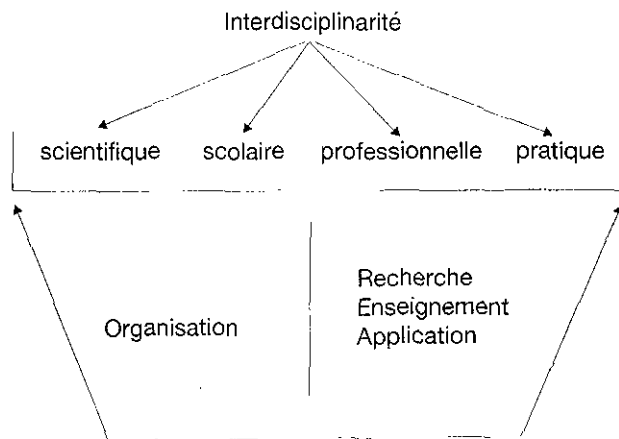 Interdisciplinarité
scientifique scolaire professionnelle pratique
Organisation
Recherche
Enseignement
Application